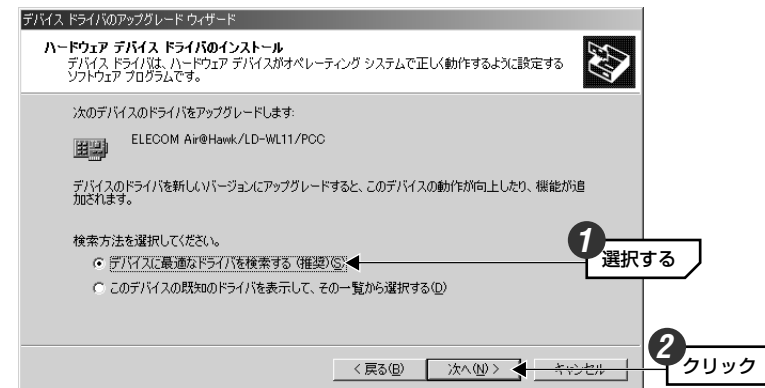 デバイス ドライバのアップグレード ウィザード
ハードウェア デバイス ドライバのインストール
デバイス ドライバは、ハードウェア デバイスがオペレーティング システムで正しく動作するように設定する
ソフトウェア プログラムです。
次のデバイスのドライバをアップグレードします:
ELECOM Air@Hawk/LD-WL11/PCC
デバイスのドライバを新しいバージョンにアップグレードすると、このデバイスの動作が向上したり、機能が追
加されます。
検索方法を選択してください。
デバイスに最適なドライバを検索する (推奨)(S)
1 選択する
このデバイスの既知のドライバを表示して、その一覧から選択する(D)
< 戻る(B)
次へ(N) >
キャンセル
2 クリック